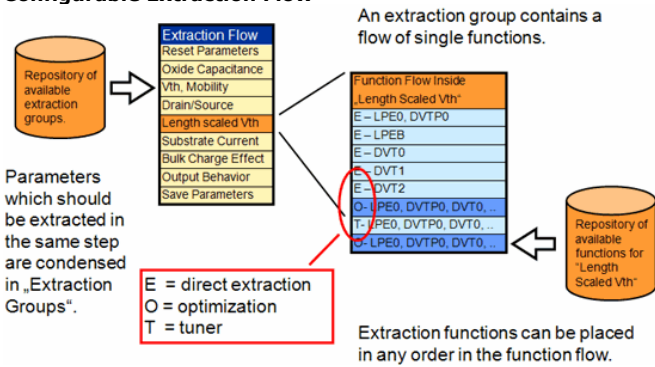 Configurable Extraction Flow
An extraction group contains a
flow of single functions.
Repository of
available
extraction
groups.
Extraction Flow
Reset Parameters
Oxide Capacitance
Vth, Mobility
Drain/Source
Length scaled Vth
Substrate Current
Bulk Charge Effect
Output Behavior
Save Parameters
Function Flow Inside
„Length Scaled Vth“
E – LPE0, DVTP0
E – LPEB
E – DVT0
E – DVT1
E – DVT2
O- LPE0, DVTP0, DVT0, ..
T- LPE0, DVTP0, DVT0, ..
O- LPE0, DVTP0, DVT0, ..
Parameters
which should
be extracted in
the same step
are condensed
in „Extraction
Groups“.
E = direct extraction
O = optimization
T = tuner
Repository of
available
functions for
“Length
Scaled Vth“
Extraction functions can be placed
in any order in the function flow.